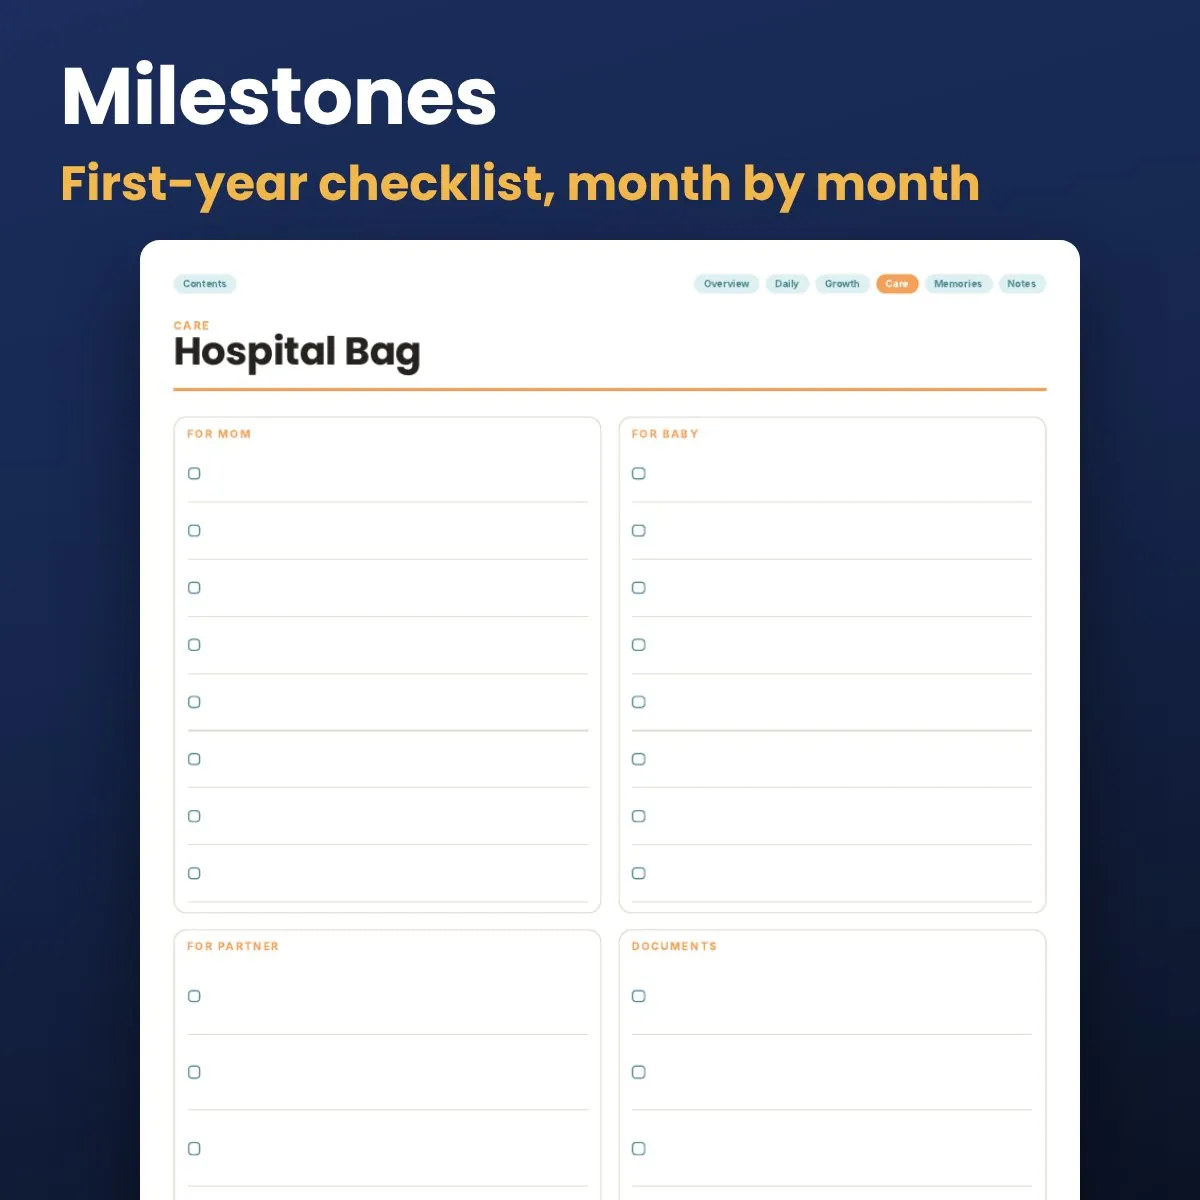 Milestones
First-year checklist, month by month
Contents
Overview Daily Growth Care Memories Notes
CARE
Hospital Bag
FOR MOM
FOR BABY
FOR PARTNER
DOCUMENTS